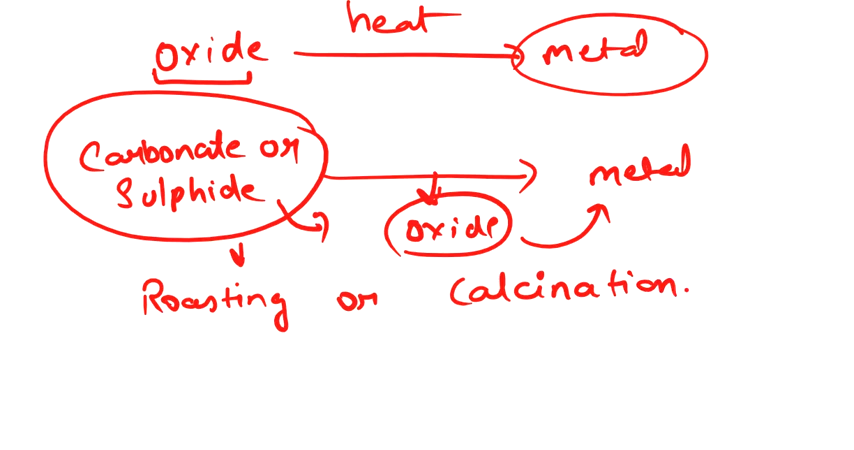 heat
oxide metal
Carbonate or
Sulphide metal
oxide
Roasting or Calcination.